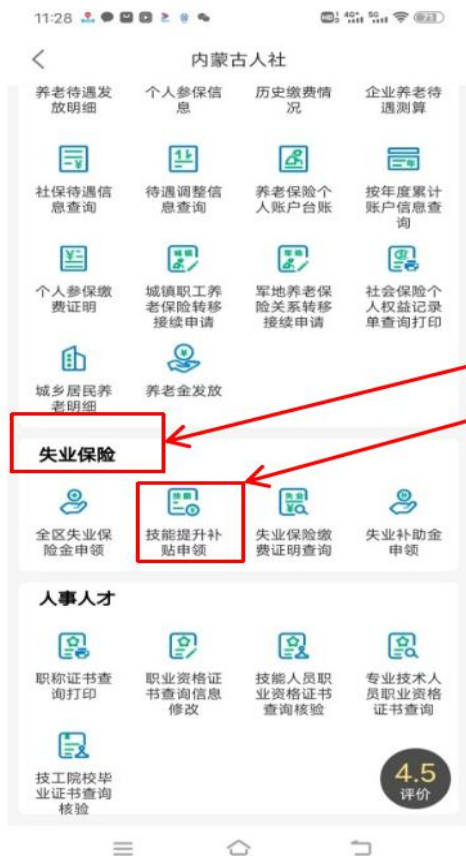 11:28
内蒙古人社
养老待遇发
放明细
个人参保信
息
历史缴费情
况
企业养老待
遇测算
社保待遇信
息查询
待遇调整信
息查询
养老保险个
人账户台账
按年度累计
账户信息查
询
个人参保缴
费证明
城镇职工养
老保险转移
接续申请
军地养老保
险关系转移
接续申请
社会保险个
人权益记录
单查询打印
城乡居民养
老明细
养老金发放
失业保险
全区失业保
险金申领
技能提升补
贴申领
失业保险缴
费证明查询
失业补助金
申领
人事人才
职称证书查
询打印
职业资格证
书查询信息
修改
技能人员职
业资格证书
查询核验
专业技术人
员职业资格
证书查询
技工院校毕
业证书查询
核验
4.5
评价